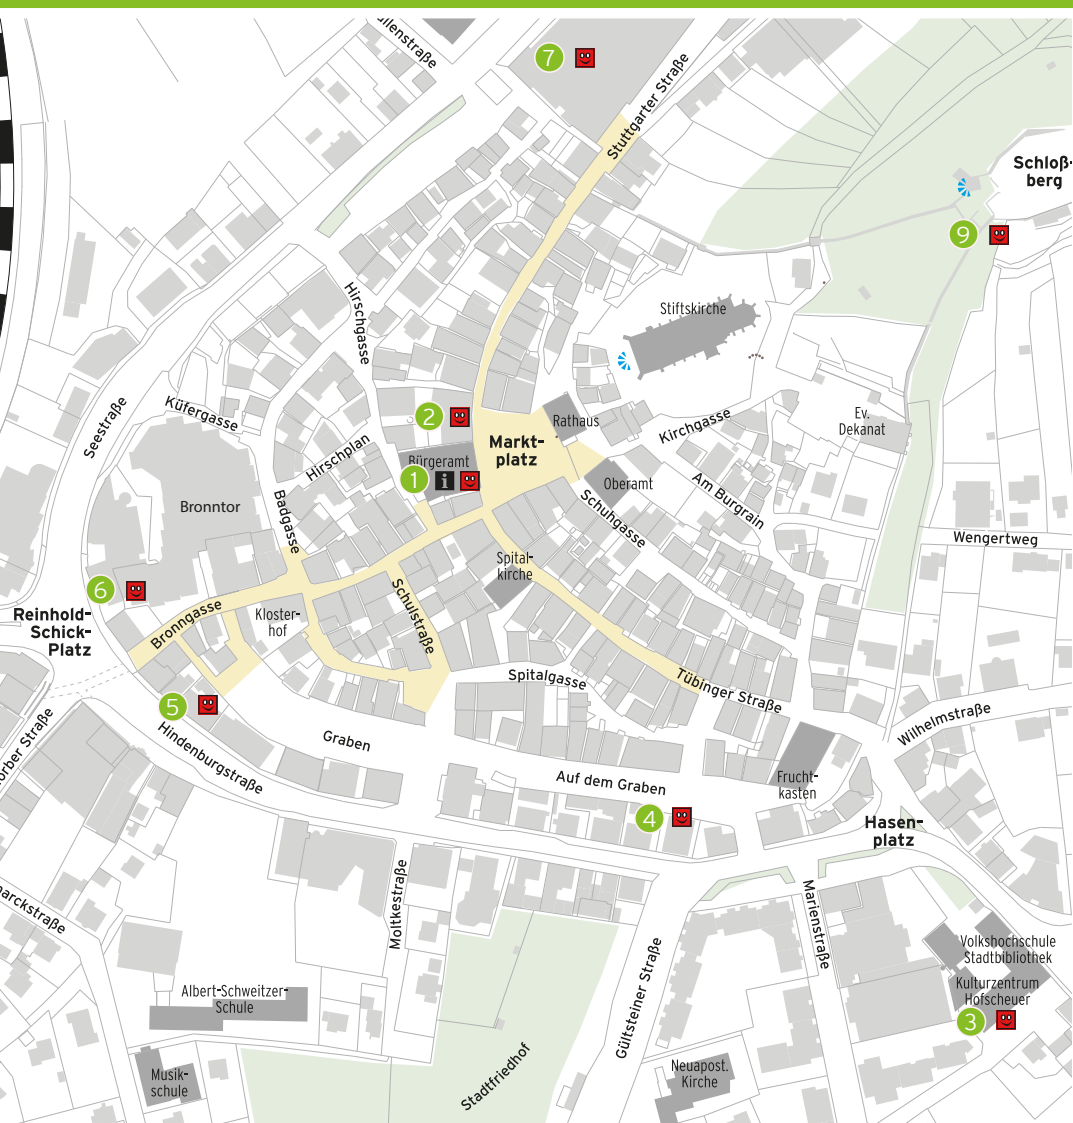 7
Stuttgarter Straße
Schloß-
berg
9
Stiftskirche
Hirschgasse
Seestraße
Küfergasse
2
Rathaus
Kirchgasse
Ev.
Dekanat
Markt-
platz
Hirschplan
Bürgeramt
1
i
Oberamt
Am Burgrain
Schuhgasse
Bronntor
Badgasse
Wengertweg
Spital-
kirche
6
Reinhold-
Schick-
Platz
Bronngasse
Kloster-
hof
Schulstraße
Spitalgasse
Tübinger Straße
5
Hindenburgstraße
Graben
Wilhelmstraße
Auf dem Graben
Frucht-
kasten
4
Hasen-
platz
Moltkestraße
Marienstraße
Gültsteiner Straße
Volkshochschule
Stadtbibliothek
Kulturzentrum
Hofscheuer
3
Albert-Schweitzer-
Schule
Musik-
schule
Stadtfriedhof
Neuapost.
Kirche